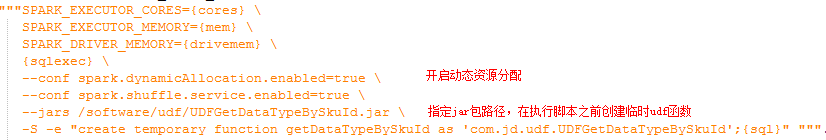 """SPARK_EXECUTOR_CORES={cores} \
SPARK_EXECUTOR_MEMORY={mem} \
SPARK_DRIVER_MEMORY={drivemem} \
{sqlexec} \
--conf spark.dynamicAllocation.enabled=true \ 开启动态资源分配
--conf spark.shuffle.service.enabled=true \
--jars /software/udf/UDFGetDataTypeBySkuId.jar \ 指定jar包路径，在执行脚本之前创建临时udf函数
-S -e "create temporary function getDataTypeBySkuId as 'com.jd.udf.UDFGetDataTypeBySkuId';{sql}" """